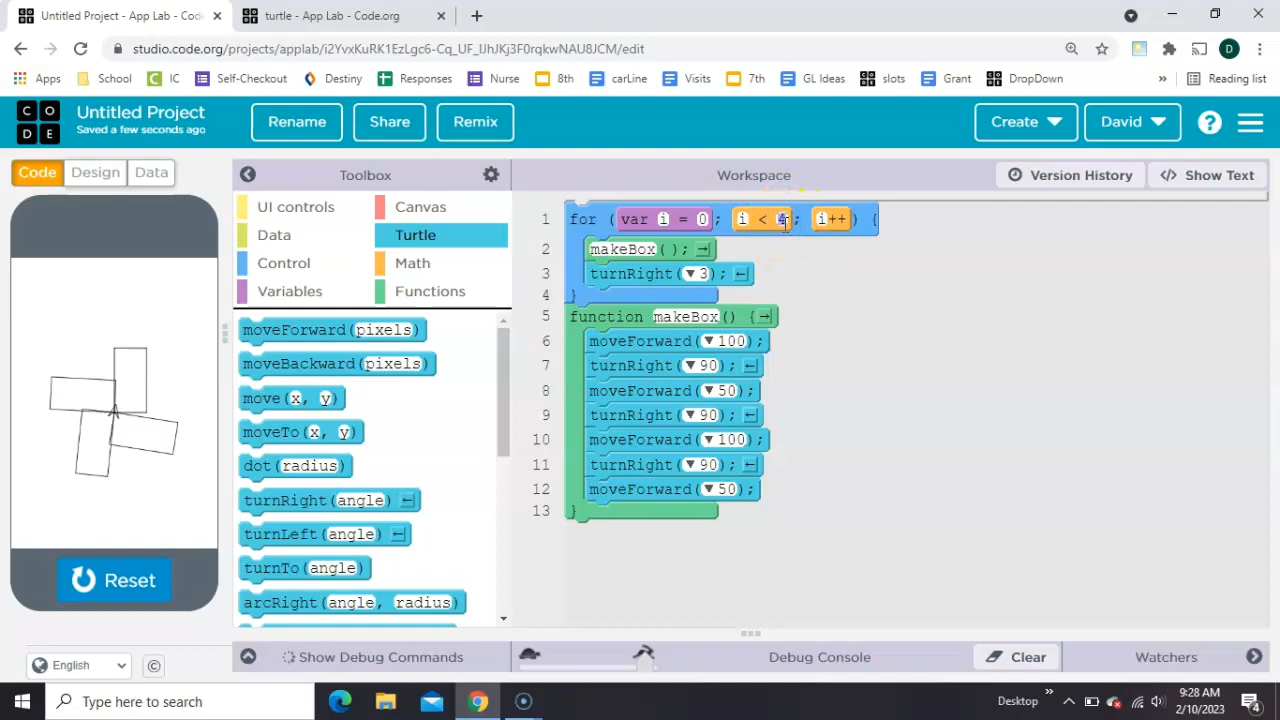 Untitled Project - App Lab - Code
turtle - App Lab - Code.org
studio.code.org/projects/applab/i2YvxKuRK1EzLgc6-Cq_UF_IJhJKj3F0rqkwNAU8JCM/edit
D
Apps School IC Self-Checkout Destiny Responses Nurse 8th carLine Visits 7th GL Ideas slots Grant DropDown » Reading list
CODE
Untitled Project
Saved a few seconds ago
Rename Share Remix Create David
Code Design Data
Toolbox
Workspace
Version History
Show Text
UI controls
Canvas
Data
Turtle
Control
Math
Variables
Functions
moveForward(pixels)
moveBackward(pixels)
move(x, y)
moveTo(x, y)
dot(radius)
turnRight(angle)
turnLeft(angle)
turnTo(angle)
arcRight(angle, radius)
1 for (var i = 0; i < 4; i++) {
2 makeBox();
3 turnRight(3);
4 }
5 function makeBox() {
6 moveForward(100);
7 turnRight(90);
8 moveForward(50);
9 turnRight(90);
10 moveForward(100);
11 turnRight(90);
12 moveForward(50);
13 }
Reset
English
Show Debug Commands
Debug Console
Clear
Watchers
Type here to search
Desktop »
9:28 AM
2/10/2023
4